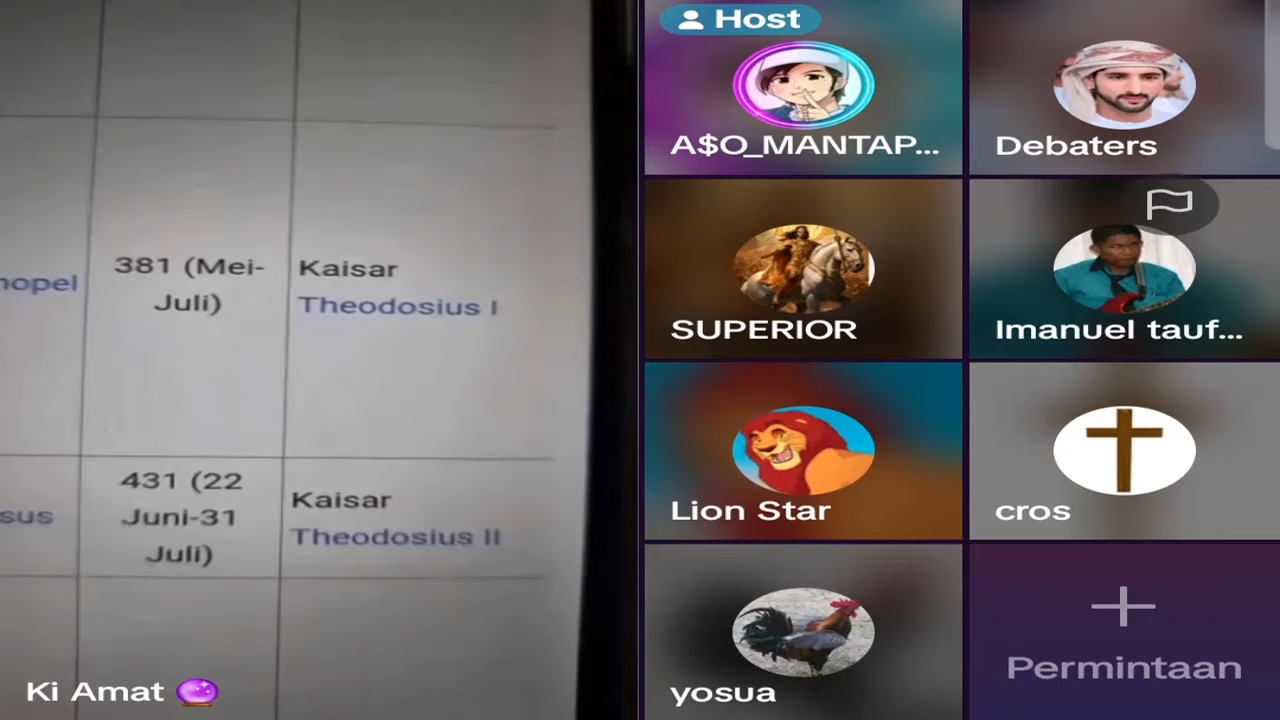 nopel
381 (Mei-
Juli)
Kaisar
Theodosius I
sus
431 (22
Juni-31
Juli)
Kaisar
Theodosius II
Ki Amat
Host
A$O_MANTAP...
Debaters
SUPERIOR
Imanuel tauf...
Lion Star
cros
yosua
Permintaan